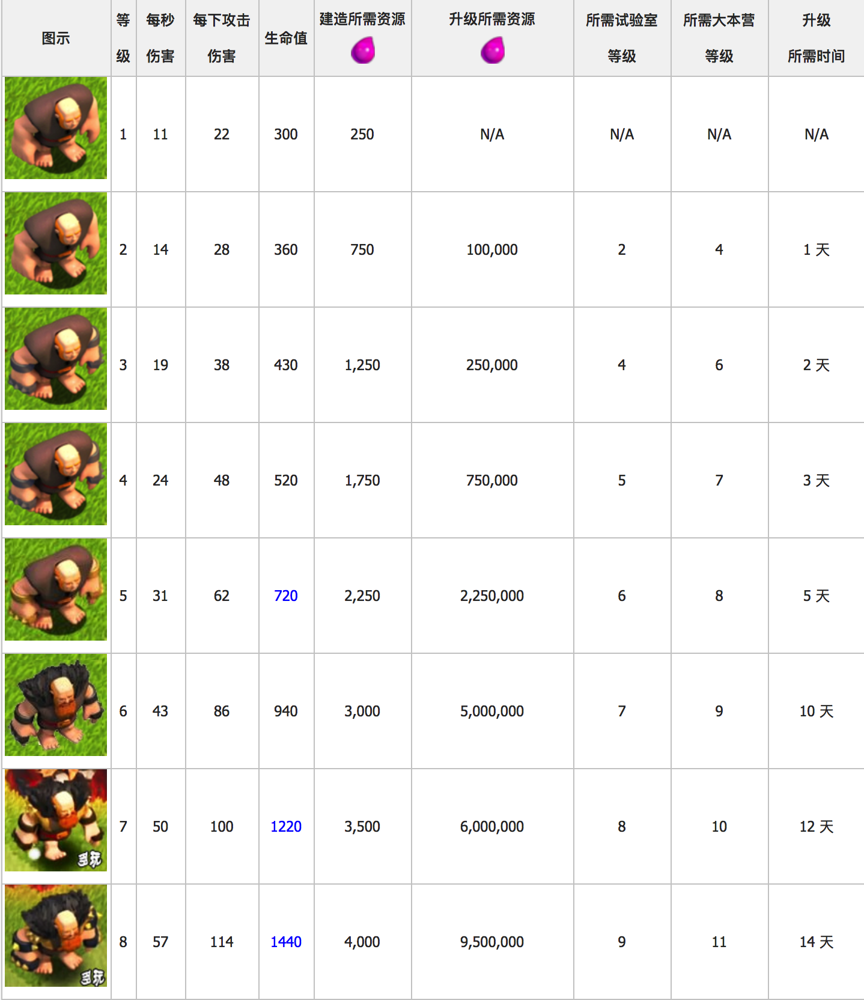 图示 等级 每秒伤害 每下攻击伤害 生命值 建造所需资源 升级所需资源 所需试验室等级 所需大本营等级 升级所需时间
1 11 22 300 250 N/A N/A N/A N/A
2 14 28 360 750 100,000 2 4 1 天
3 19 38 430 1,250 250,000 4 6 2 天
4 24 48 520 1,750 750,000 5 7 3 天
5 31 62 720 2,250 2,250,000 6 8 5 天
6 43 86 940 3,000 5,000,000 7 9 10 天
7 50 100 1220 3,500 6,000,000 8 10 12 天
多玩
8 57 114 1440 4,000 9,500,000 9 11 14 天
多玩